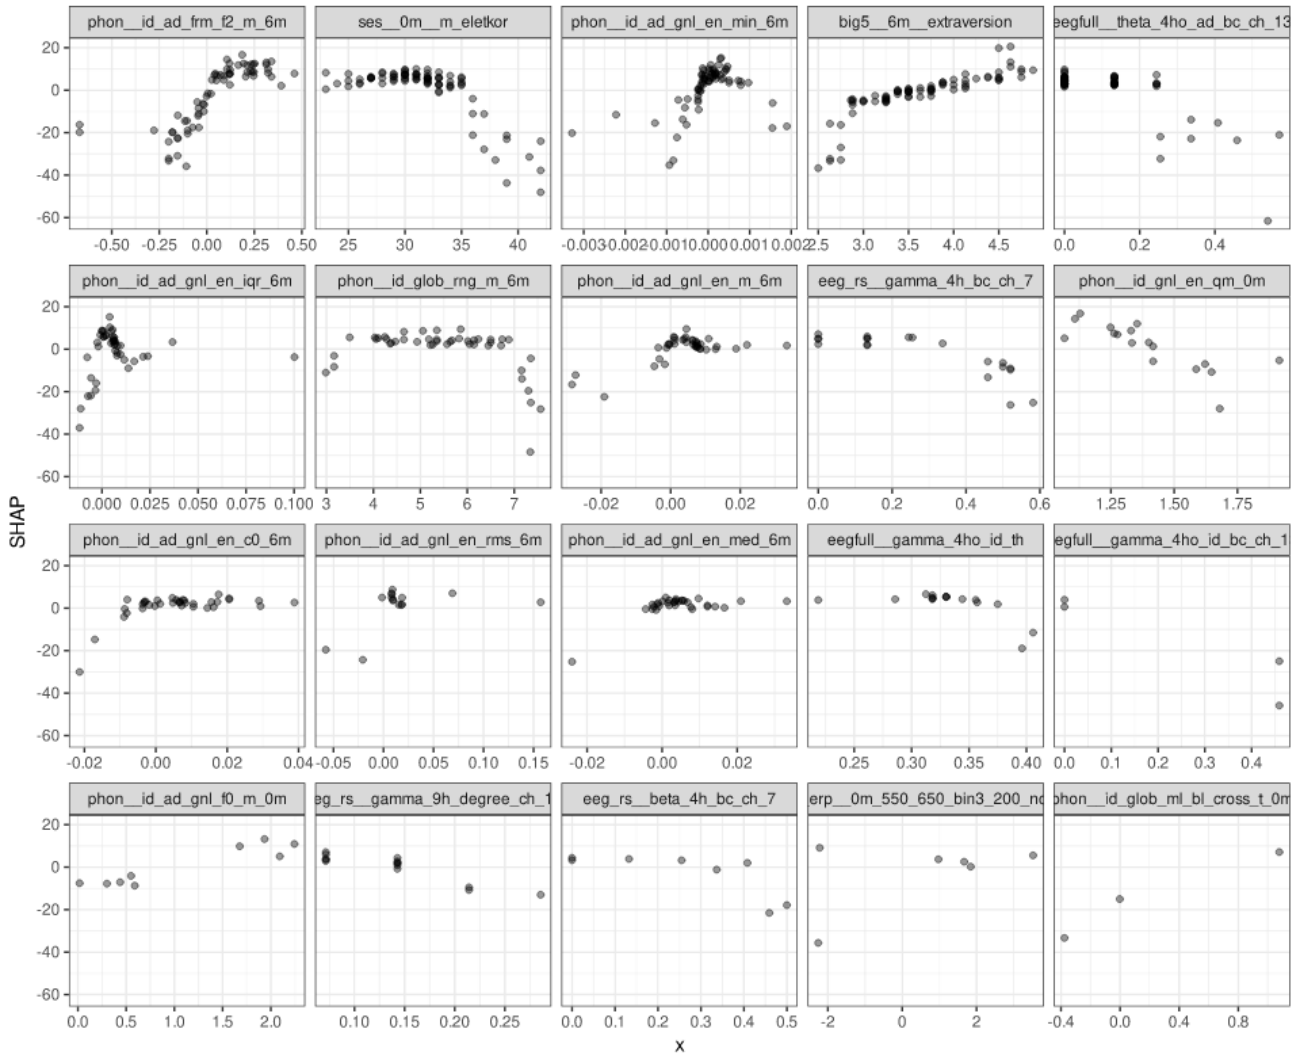 phon__id_ad_frm_f2_m_6m ses__0m__m_eletkor phon__id_ad_gnl_en_min_6m big5__6m__extraversion eegfull__theta_4ho_ad_bc_ch_13
20
0
-20
-40
-60
-0.50 -0.25 0.00 0.25 0.50 25 30 35 40 -0.003 -0.002 -0.001 0.000 0.001 0.002 2.5 3.0 3.5 4.0 4.5 0.0 0.2 0.4
phon__id_ad_gnl_en_iqr_6m phon__id_glob_rng_m_6m phon__id_ad_gnl_en_m_6m eeg_rs__gamma_4h_bc_ch_7 phon__id_gnl_en_qm_0m
20
0
-20
-40
-60
0.000 0.025 0.050 0.075 0.100 3 4 5 6 7 -0.02 0.00 0.02 0.0 0.2 0.4 0.6 1.25 1.50 1.75
SHAP
phon__id_ad_gnl_en_c0_6m phon__id_ad_gnl_en_rms_6m phon__id_ad_gnl_en_med_6m eegfull__gamma_4ho_id_th egfull__gamma_4ho_id_bc_ch_1
20
0
-20
-40
-60
-0.02 0.00 0.02 0.04 -0.05 0.00 0.05 0.10 0.15 -0.02 0.00 0.02 0.25 0.30 0.35 0.40 0.0 0.1 0.2 0.3 0.4
phon__id_ad_gnl_f0_m_0m eg_rs__gamma_9h_degree_ch_1 eeg_rs__beta_4h_bc_ch_7 erp__0m_550_650_bin3_200_nc phon__id_glob_ml_bl_cross_t_0m
20
0
-20
-40
-60
0.0 0.5 1.0 1.5 2.0 0.10 0.15 0.20 0.25 0.0 0.1 0.2 0.3 0.4 0.5 -2 0 2 -0.4 0.0 0.4 0.8
x